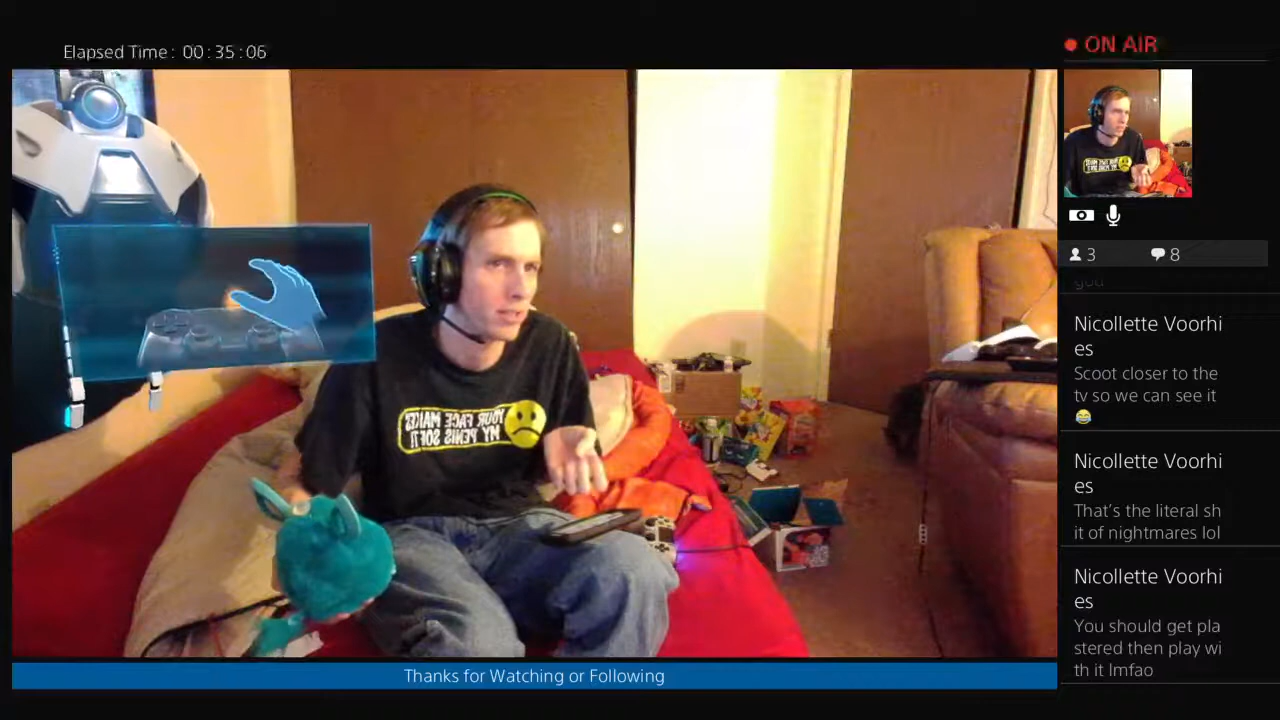 Elapsed Time: 00:35:06
ON AIR
3
8
you
Nicollette Voorhi
es
Scoot closer to the
tv so we can see it
😂
Nicollette Voorhi
es
That's the literal sh
it of nightmares lol
Nicollette Voorhi
es
You should get pla
stered then play wi
th it lmfao
YOUR FACE MAKES
MY PENIS SOFT!
Thanks for Watching or Following